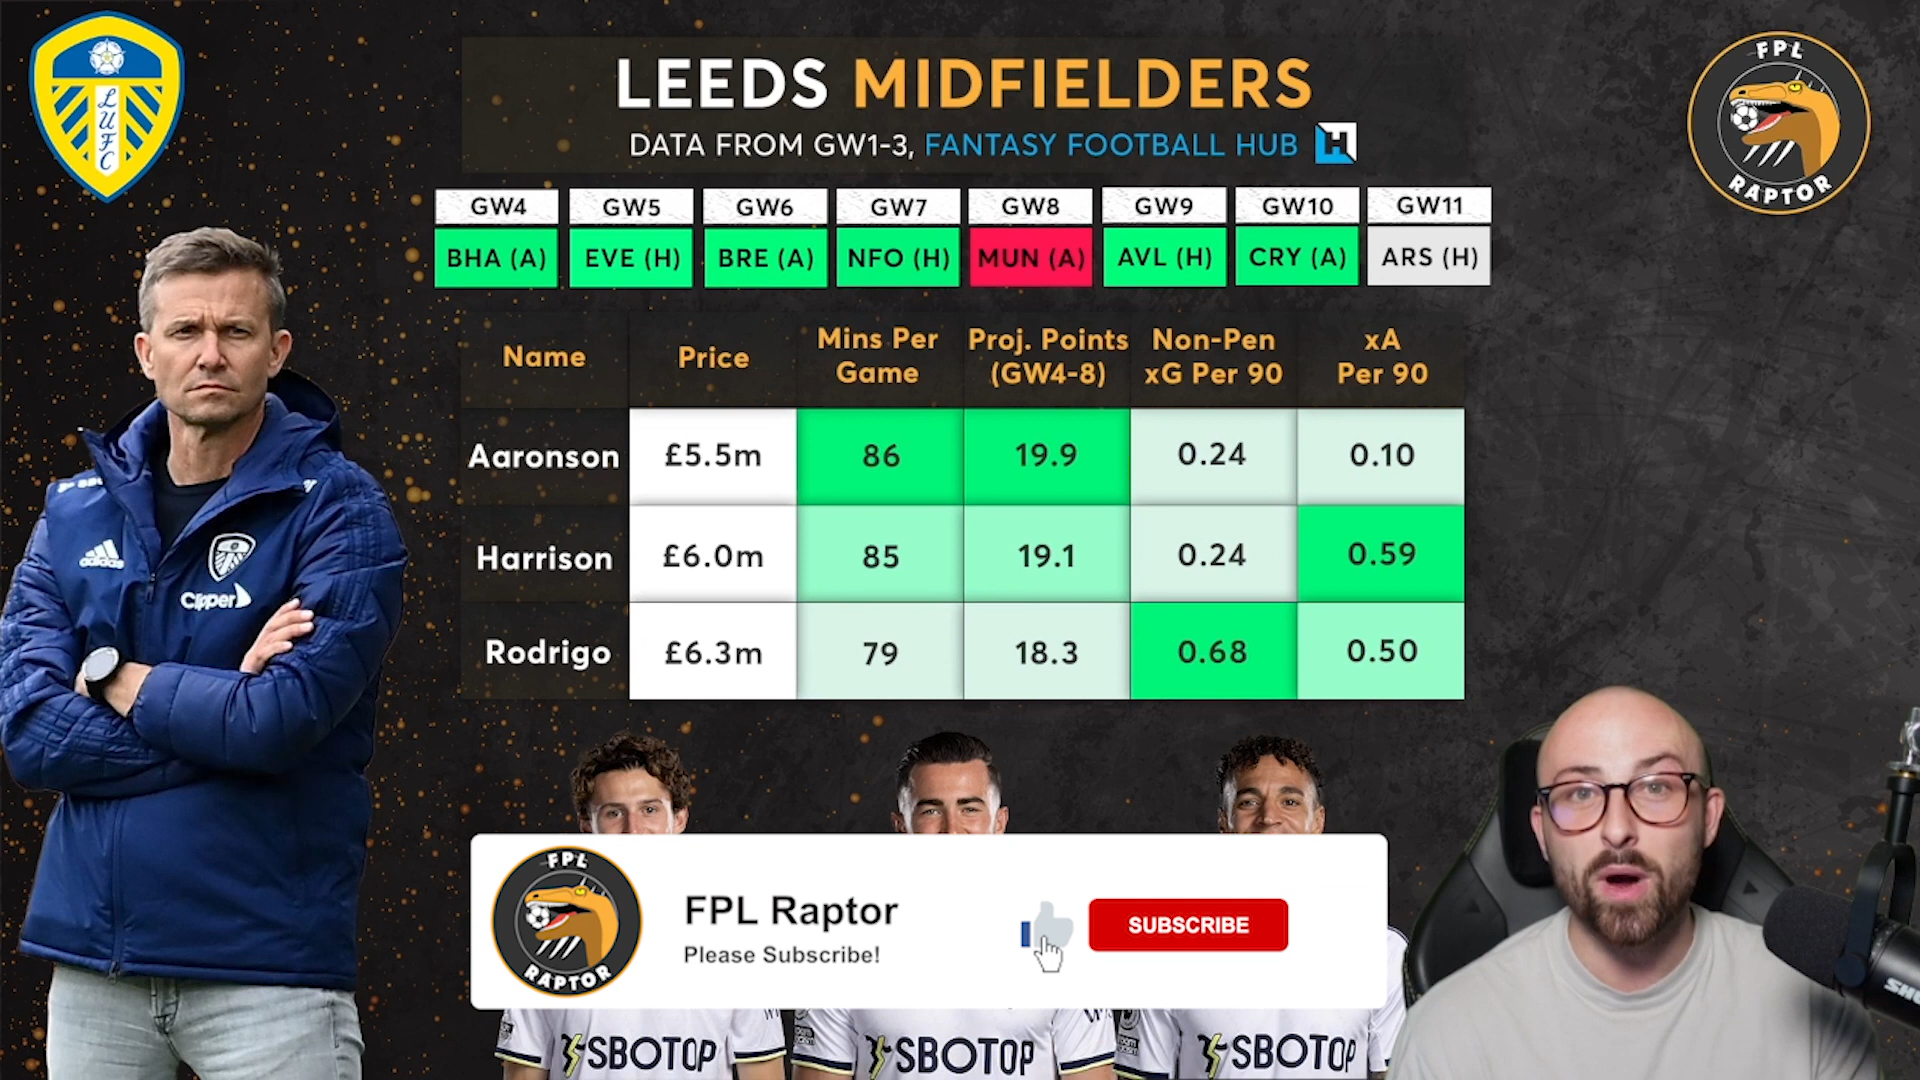 LUFC
LEEDS MIDFIELDERS
DATA FROM GW1-3, FANTASY FOOTBALL HUB H
FPL
RAPTOR
GW4 GW5 GW6 GW7 GW8 GW9 GW10 GW11
BHA (A) EVE (H) BRE (A) NFO (H) MUN (A) AVL (H) CRY (A) ARS (H)
Name Price Mins Per Game Proj. Points (GW4-8) Non-Pen xG Per 90 xA Per 90
Aaronson £5.5m 86 19.9 0.24 0.10
Harrison £6.0m 85 19.1 0.24 0.59
Rodrigo £6.3m 79 18.3 0.68 0.50
adidas
Clipper
FPL
RAPTOR
FPL Raptor
Please Subscribe!
SUBSCRIBE
SBOTOP SBOTOP SBOTOP